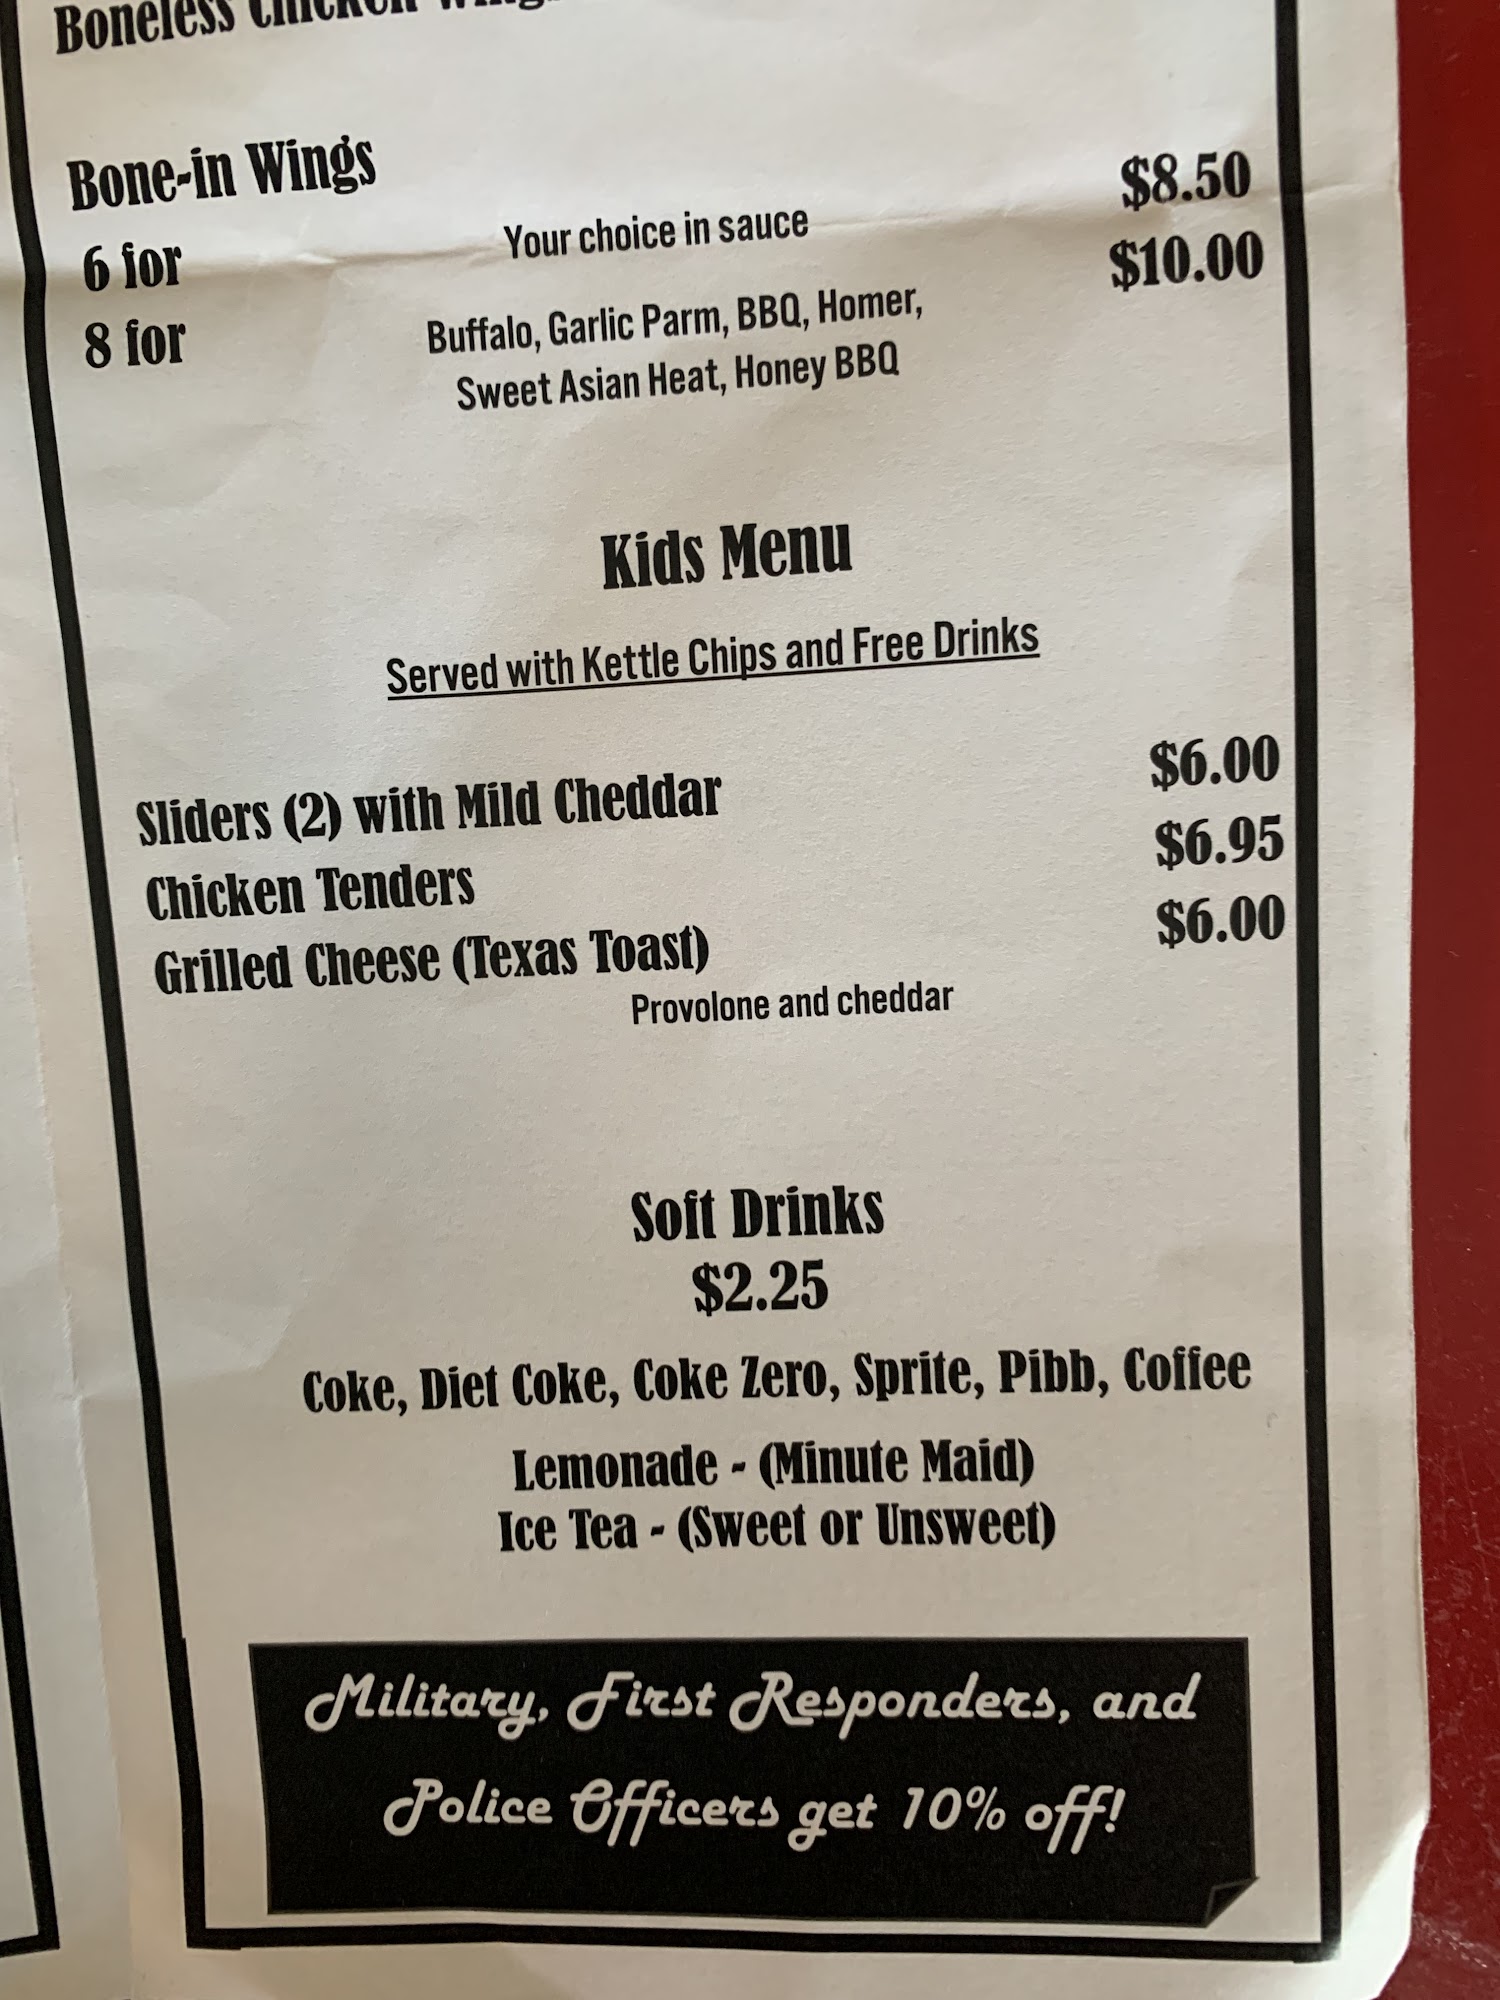 Boneless Chicken Wings
Bone-in Wings
6 for $8.50
Your choice in sauce
8 for $10.00
Buffalo, Garlic Parm, BBQ, Homer,
Sweet Asian Heat, Honey BBQ
Kids Menu
Served with Kettle Chips and Free Drinks
Sliders (2) with Mild Cheddar $6.00
Chicken Tenders $6.95
Grilled Cheese (Texas Toast) $6.00
Provolone and cheddar
Soft Drinks
$2.25
Coke, Diet Coke, Coke Zero, Sprite, Pibb, Coffee
Lemonade - (Minute Maid)
Ice Tea - (Sweet or Unsweet)
Military, First Responders, and
Police Officers get 10% off!